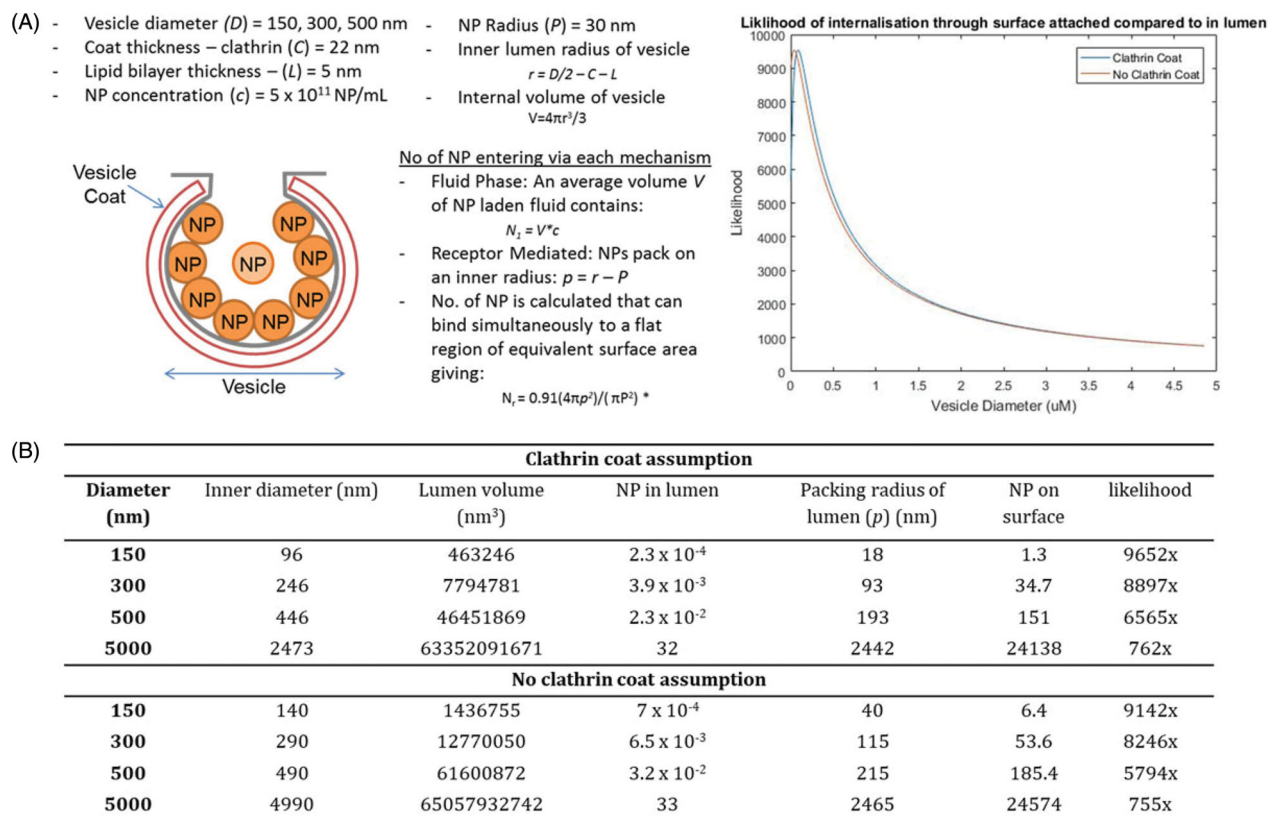 (A)
- Vesicle diameter (D) = 150, 300, 500 nm
- Coat thickness – clathrin (C) = 22 nm
- Lipid bilayer thickness – (L) = 5 nm
- NP concentration (c) = 5 x 10¹¹ NP/mL
- NP Radius (P) = 30 nm
- Inner lumen radius of vesicle
r = D/2 – C – L
- Internal volume of vesicle
V=4πr³/3
Vesicle
Coat
NP
NP
NP
NP
NP
NP
NP
NP
NP
Vesicle
No of NP entering via each mechanism
- Fluid Phase: An average volume V
of NP laden fluid contains:
N₁ = V*c
- Receptor Mediated: NPs pack on
an inner radius: p = r – P
- No. of NP is calculated that can
bind simultaneously to a flat
region of equivalent surface area
giving:
Nᵣ = 0.91(4πp²)/( πP²) *
Liklihood of internalisation through surface attached compared to in lumen
Clathrin Coat
No Clathrin Coat
Likelihood
10000
9000
8000
7000
6000
5000
4000
3000
2000
1000
0
0 0.5 1 1.5 2 2.5 3 3.5 4 4.5 5
Vesicle Diameter (uM)
(B)
Clathrin coat assumption
Diameter (nm) Inner diameter (nm) Lumen volume (nm³) NP in lumen Packing radius of lumen (p) (nm) NP on surface likelihood
150 96 463246 2.3 x 10⁻⁴ 18 1.3 9652x
300 246 7794781 3.9 x 10⁻³ 93 34.7 8897x
500 446 46451869 2.3 x 10⁻² 193 151 6565x
5000 2473 63352091671 32 2442 24138 762x
No clathrin coat assumption
150 140 1436755 7 x 10⁻⁴ 40 6.4 9142x
300 290 12770050 6.5 x 10⁻³ 115 53.6 8246x
500 490 61600872 3.2 x 10⁻² 215 185.4 5794x
5000 4990 65057932742 33 2465 24574 755x